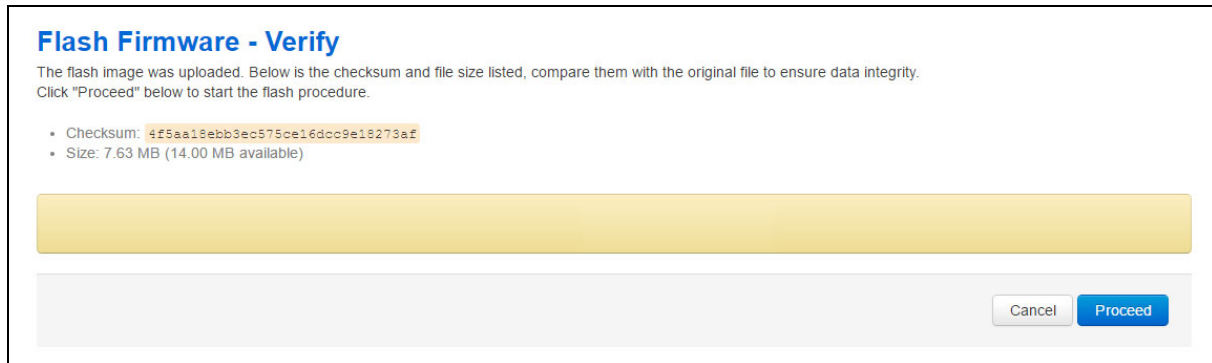 Flash Firmware - Verify
The flash image was uploaded. Below is the checksum and file size listed, compare them with the original file to ensure data integrity.
Click "Proceed" below to start the flash procedure.
• Checksum: 4f5aa18ebb3ec575ce16dcc9e18273af
• Size: 7.63 MB (14.00 MB available)
Cancel Proceed